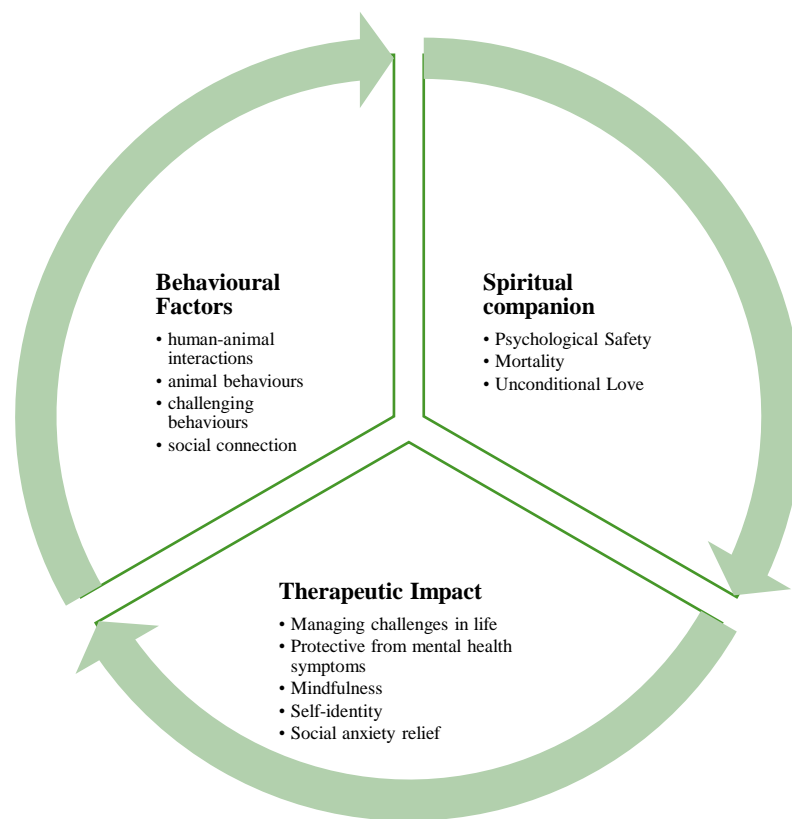 Behavioural
Factors
• human-animal
interactions
• animal behaviours
• challenging
behaviours
• social connection
Spiritual
companion
• Psychological Safety
• Mortality
• Unconditional Love
Therapeutic Impact
• Managing challenges in life
• Protective from mental health
symptoms
• Mindfulness
• Self-identity
• Social anxiety relief